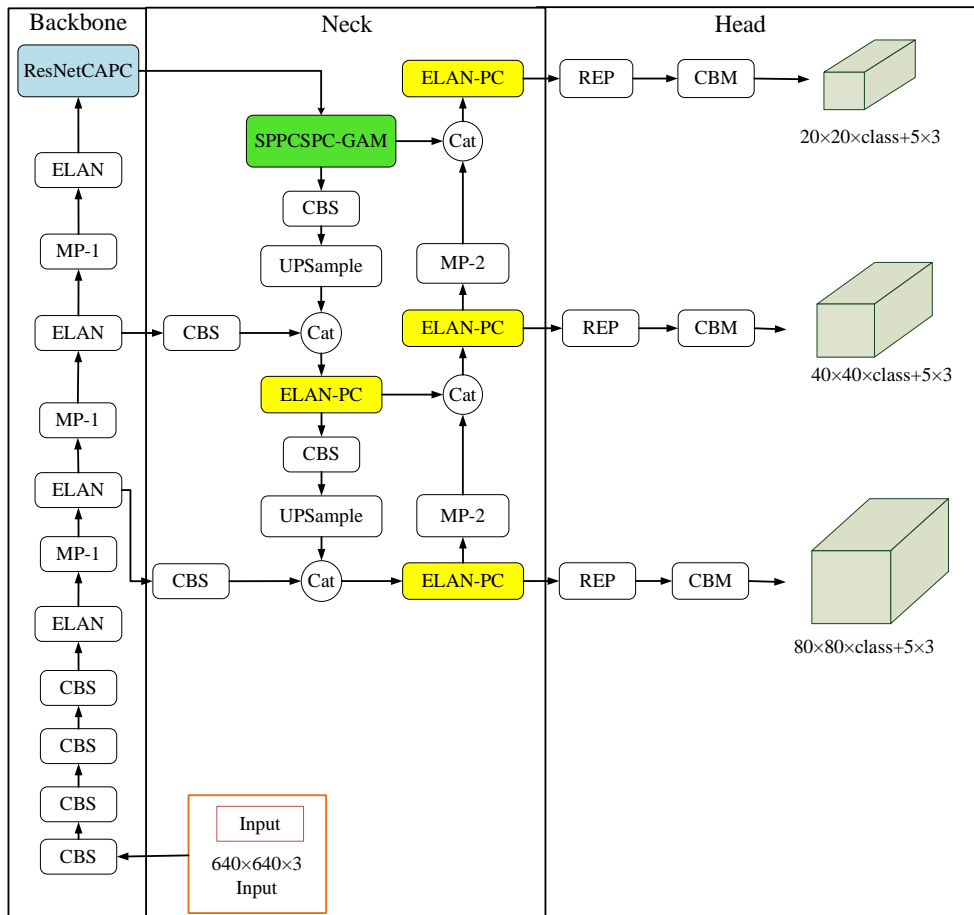 Backbone
Neck
Head
ResNetCAPC
ELAN
MP-1
ELAN
MP-1
ELAN
MP-1
ELAN
CBS
CBS
CBS
CBS
SPPCSPC-GAM
CBS
UPSample
CBS
Cat
ELAN-PC
CBS
UPSample
CBS
Cat
Input
640×640×3
Input
ELAN-PC
Cat
MP-2
ELAN-PC
Cat
MP-2
ELAN-PC
REP
CBM
20×20×class+5×3
REP
CBM
40×40×class+5×3
REP
CBM
80×80×class+5×3